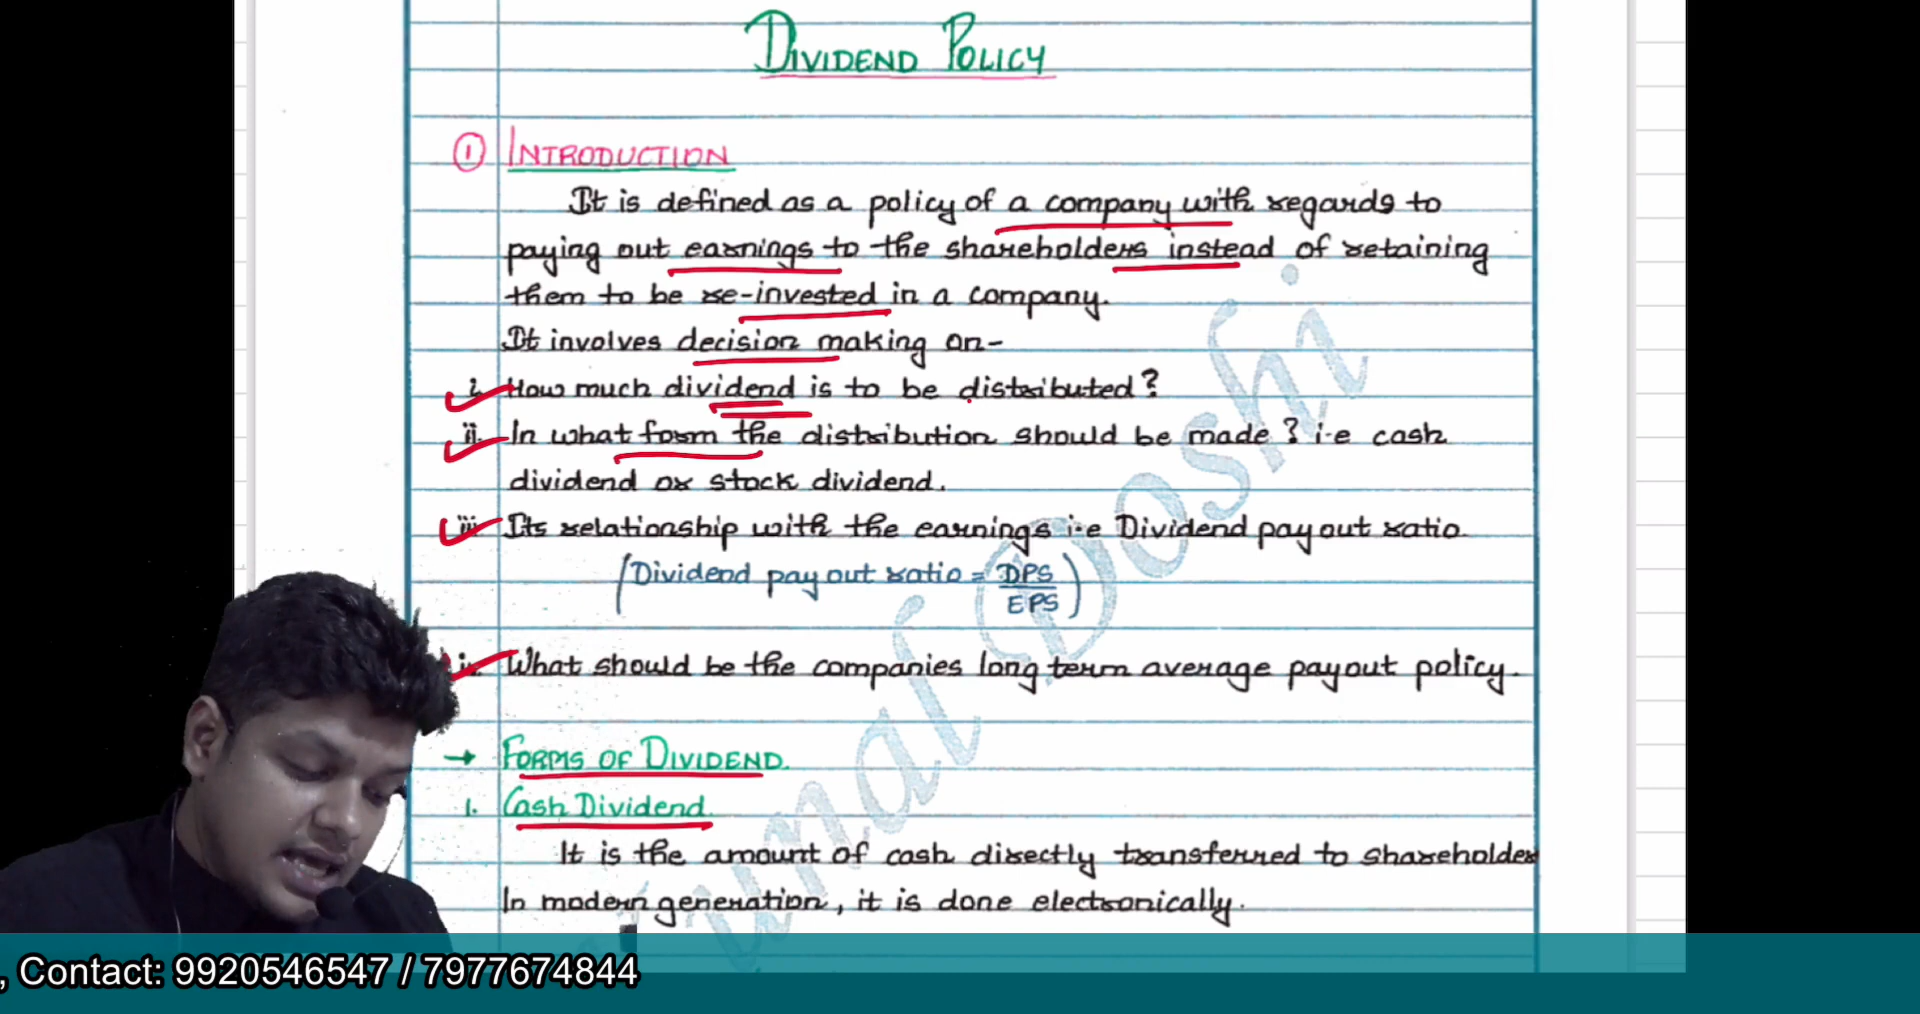 DIVIDEND POLICY
① INTRODUCTION
It is defined as a policy of a company with regards to
paying out earnings to the shareholders instead of retaining
them to be re-invested in a company.
It involves decision making on-
i. How much dividend is to be distributed?
ii. In what form the distribution should be made? i.e cash
dividend or stock dividend.
iii. Its relationship with the earnings i.e Dividend pay out ratio.
(Dividend pay out ratio = DPS
EPS)
What should be the companies long term average payout policy.
→ FORMS OF DIVIDEND.
1. Cash Dividend.
It is the amount of cash directly transferred to shareholder
In modern generation, it is done electronically.
unal Doshi
, Contact: 9920546547 / 7977674844